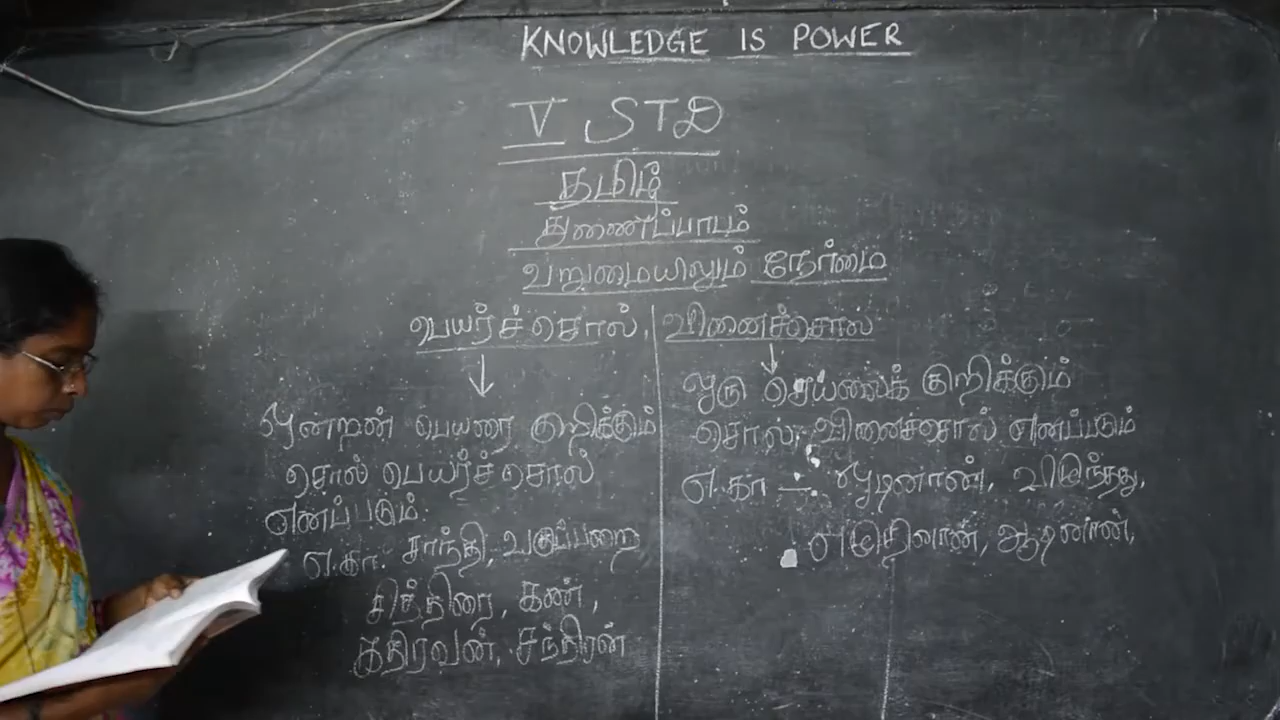 KNOWLEDGE IS POWER
V STD
தமிழ்
துணைப்பாடம்
வறுமையிலும் நேர்மை
பெயர்ச்சொல்
ஒன்றன் பெயரை குறிக்கும்
சொல் பெயர்ச்சொல்
எனப்படும்.
எ.கா. சாந்தி, வகுப்பறை
சித்திரை, கண்,
கதிரவன், சந்திரன்
வினைச்சொல்
ஒரு செயலைக் குறிக்கும்
சொல், வினைச்சொல் எனப்படும்
எ.கா ஓடினான், விழுந்தது,
ஆடினான்,